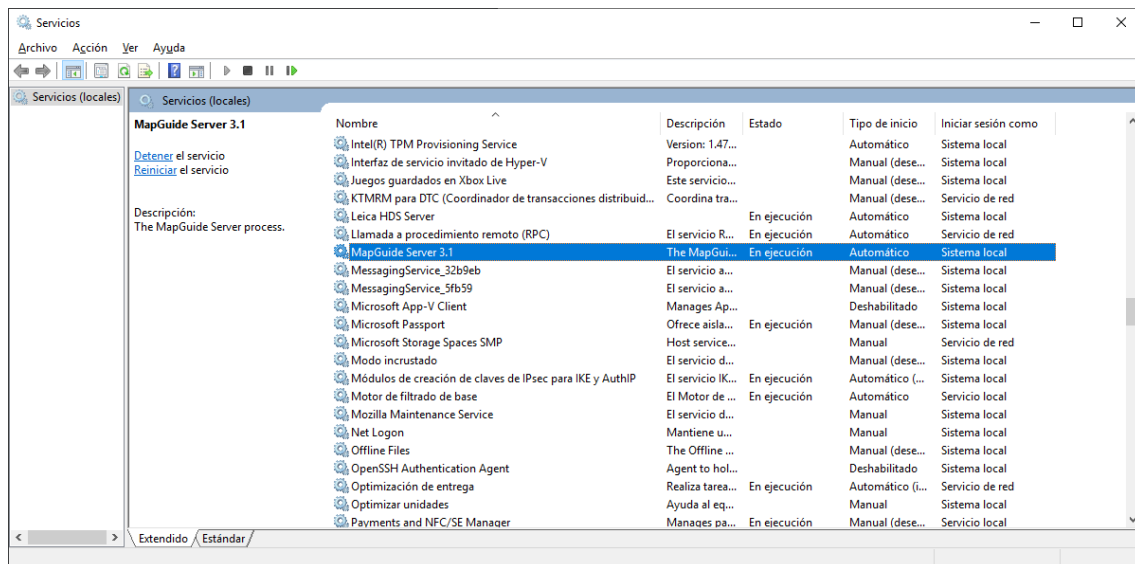 Servicios
Archivo Acción Ver Ayuda
Servicios (locales)
Servicios (locales)
MapGuide Server 3.1
Detener el servicio
Reiniciar el servicio
Descripción:
The MapGuide Server process.
Nombre Descripción Estado Tipo de inicio Iniciar sesión como
Intel(R) TPM Provisioning Service Version: 1.47... Automático Sistema local
Interfaz de servicio invitado de Hyper-V Proporciona... Manual (dese... Sistema local
Juegos guardados en Xbox Live Este servicio... Manual (dese... Sistema local
KTMRM para DTC (Coordinador de transacciones distribuid... Coordina tra... Manual (dese... Servicio de red
Leica HDS Server En ejecución Automático Sistema local
Llamada a procedimiento remoto (RPC) El servicio R... En ejecución Automático Servicio de red
MapGuide Server 3.1 The MapGui... En ejecución Automático Sistema local
MessagingService_32b9eb El servicio a... Manual (dese... Sistema local
MessagingService_5fb59 El servicio a... Manual (dese... Sistema local
Microsoft App-V Client Manages Ap... Deshabilitado Sistema local
Microsoft Passport Ofrece aisla... En ejecución Manual (dese... Sistema local
Microsoft Storage Spaces SMP Host service... Manual Servicio de red
Modo incrustado El servicio d... Manual (dese... Sistema local
Módulos de creación de claves de IPsec para IKE y AuthIP El servicio IK... En ejecución Automático (... Sistema local
Motor de filtrado de base El Motor de ... En ejecución Automático Servicio local
Mozilla Maintenance Service El servicio d... Manual Sistema local
Net Logon Mantiene u... Manual Sistema local
Offline Files The Offline ... Manual (dese... Sistema local
OpenSSH Authentication Agent Agent to hol... Deshabilitado Sistema local
Optimización de entrega Realiza tarea... En ejecución Automático (i... Servicio de red
Optimizar unidades Ayuda al eq... Manual Sistema local
Payments and NFC/SE Manager Manages pa... En ejecución Manual (dese... Servicio local
Extendido Estándar